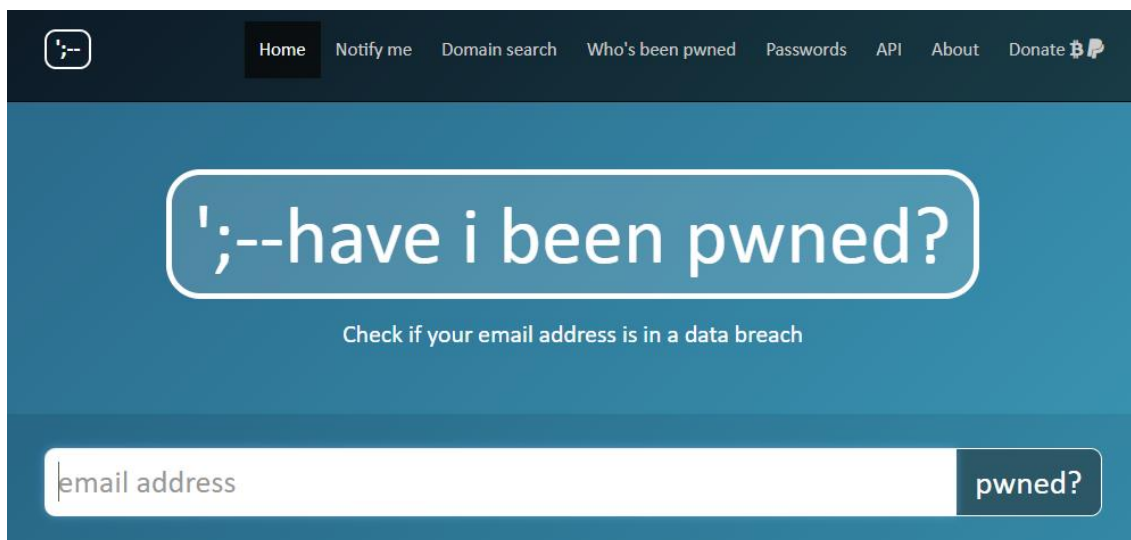 ';--
Home Notify me Domain search Who's been pwned Passwords API About Donate
';--have i been pwned?
Check if your email address is in a data breach
email address
pwned?